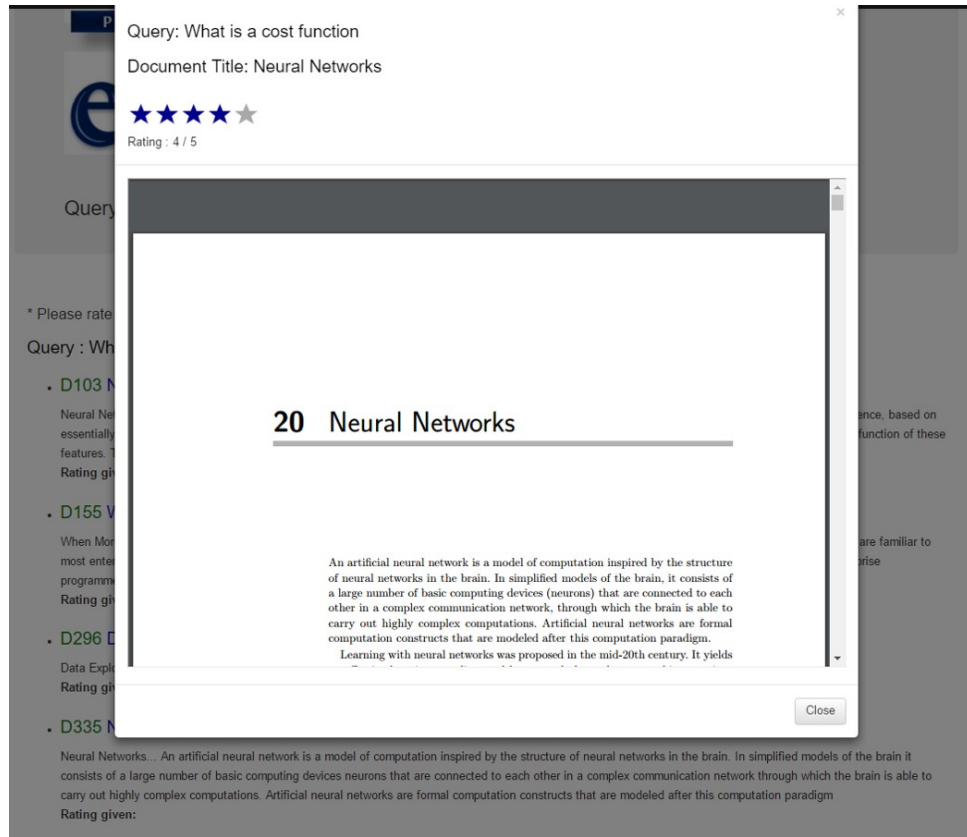 P
×
Query: What is a cost function
Document Title: Neural Networks
e
Rating : 4 / 5
Query
* Please rate
Query : Wh
D103 N
Neural Net ence, based on
essentially function of these
features. T
Rating giv
20 Neural Networks
D155 W
When Mor are familiar to
most enter prise
programme
Rating giv
An artificial neural network is a model of computation inspired by the structure
of neural networks in the brain. In simplified models of the brain, it consists of
a large number of basic computing devices (neurons) that are connected to each
other in a complex communication network, through which the brain is able to
carry out highly complex computations. Artificial neural networks are formal
computation constructs that are modeled after this computation paradigm.
Learning with neural networks was proposed in the mid-20th century. It yields
D296 D
Data Explo
Rating giv
Close
D335 N
Neural Networks... An artificial neural network is a model of computation inspired by the structure of neural networks in the brain. In simplified models of the brain it
consists of a large number of basic computing devices neurons that are connected to each other in a complex communication network through which the brain is able to
carry out highly complex computations. Artificial neural networks are formal computation constructs that are modeled after this computation paradigm
Rating given: